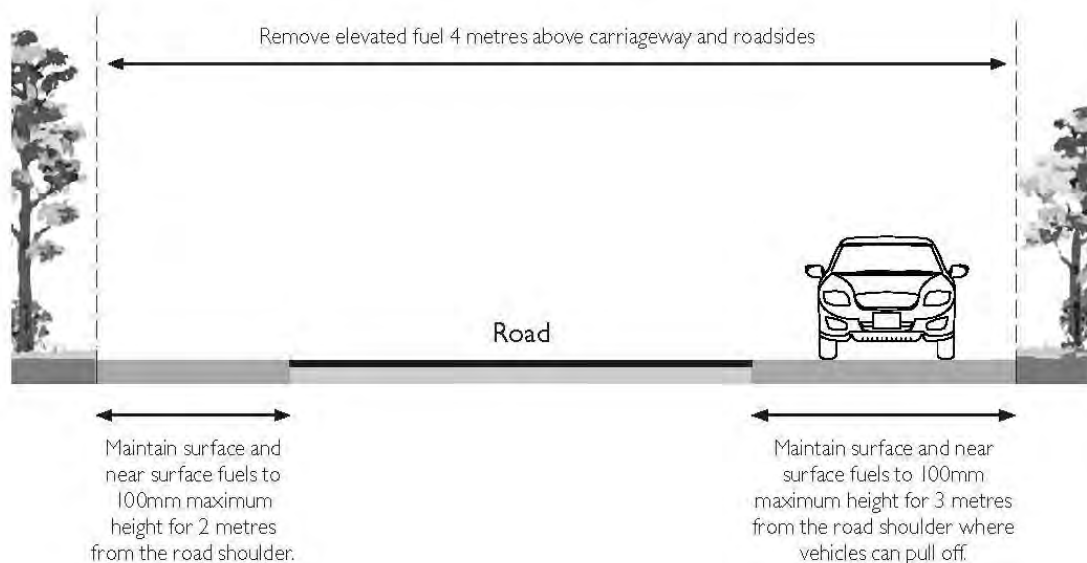 Remove elevated fuel 4 metres above carriageway and roadsides
Road
Maintain surface and
near surface fuels to
100mm maximum
height for 2 metres
from the road shoulder.
Maintain surface and near
surface fuels to 100mm
maximum height for 3 metres
from the road shoulder where
vehicles can pull off.